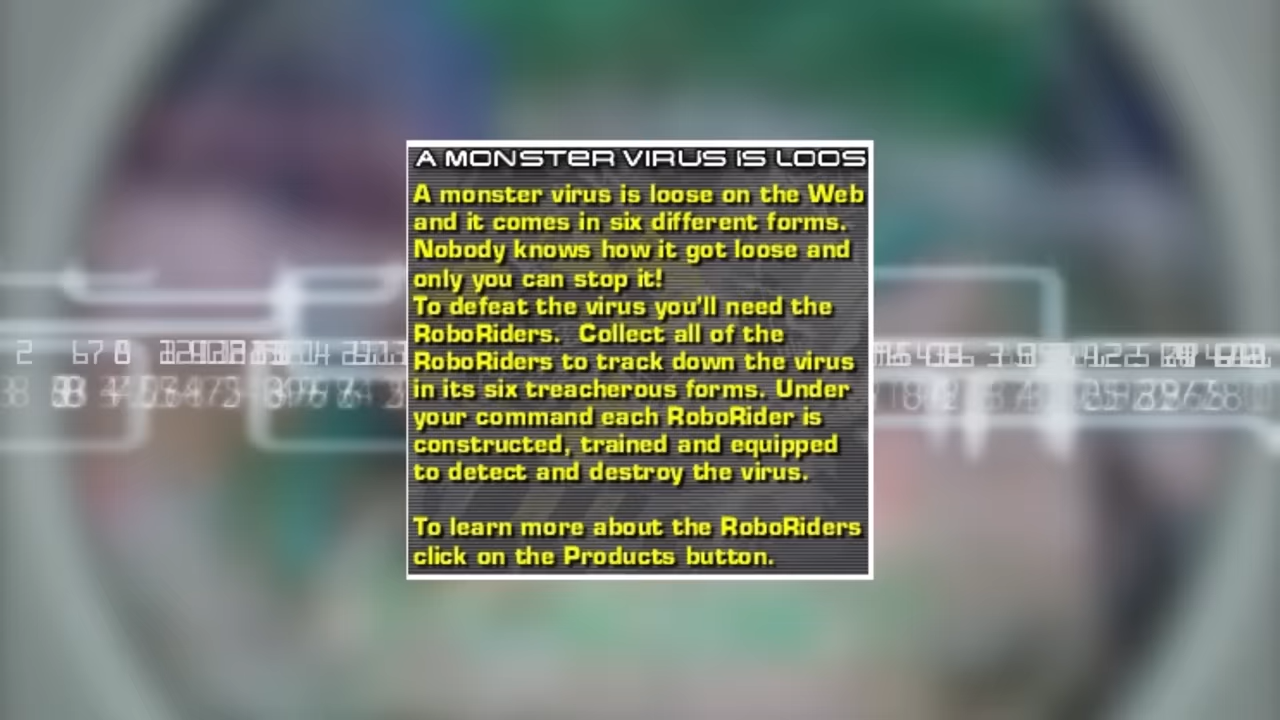 A MONSTER VIRUS IS LOOS
A monster virus is loose on the Web
and it comes in six different forms.
Nobody knows how it got loose and
only you can stop it!
To defeat the virus you'll need the
RoboRiders.  Collect all of the
RoboRiders to track down the virus
in its six treacherous forms. Under
your command each RoboRider is
constructed, trained and equipped
to detect and destroy the virus.
To learn more about the RoboRiders
click on the Products button.